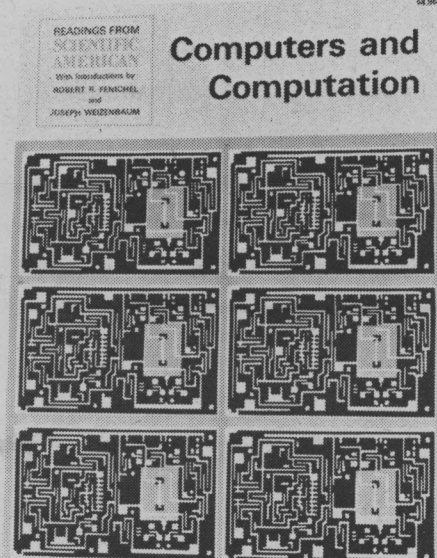 READINGS FROM
SCIENTIFIC
AMERICAN
With Introductions by
ROBERT R. FENICHEL
and
JOSEPH WEIZENBAUM
Computers and
Computation